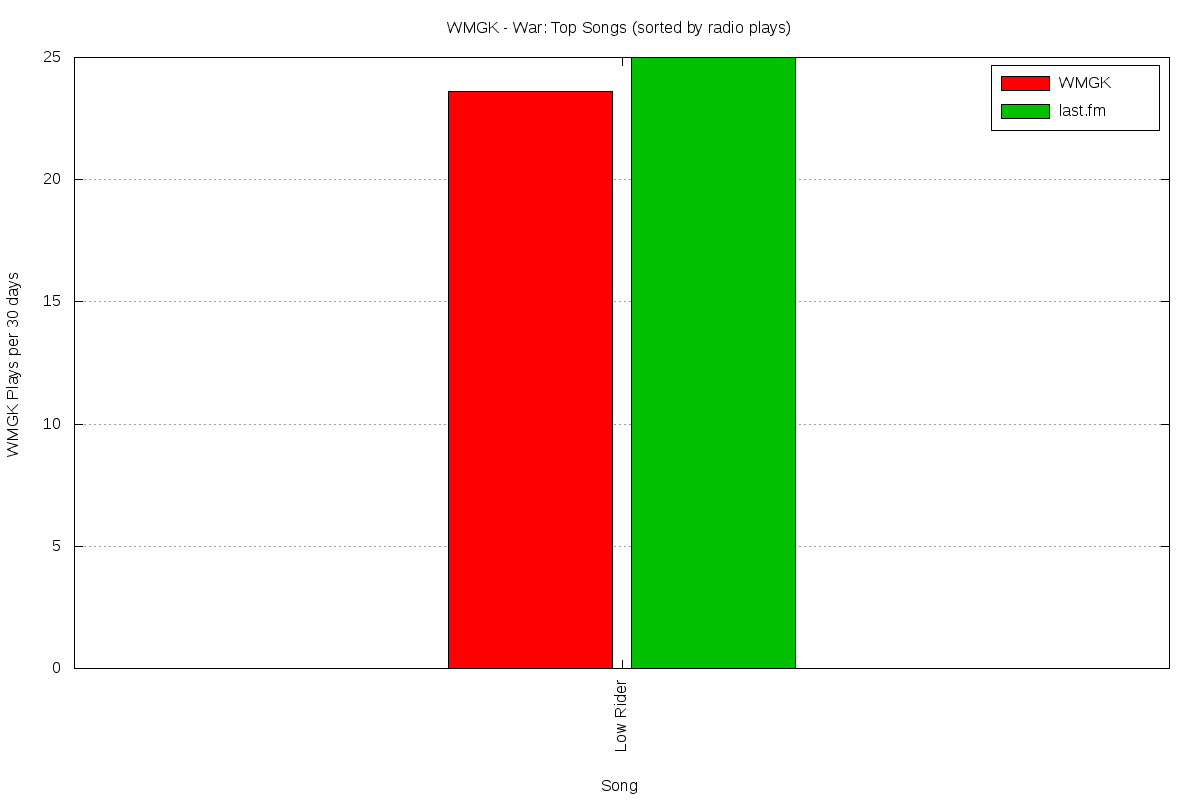 WMGK - War: Top Songs (sorted by radio plays)
WMGK
last.fm
25
20
15
10
5
0
WMGK Plays per 30 days
Low Rider
Song